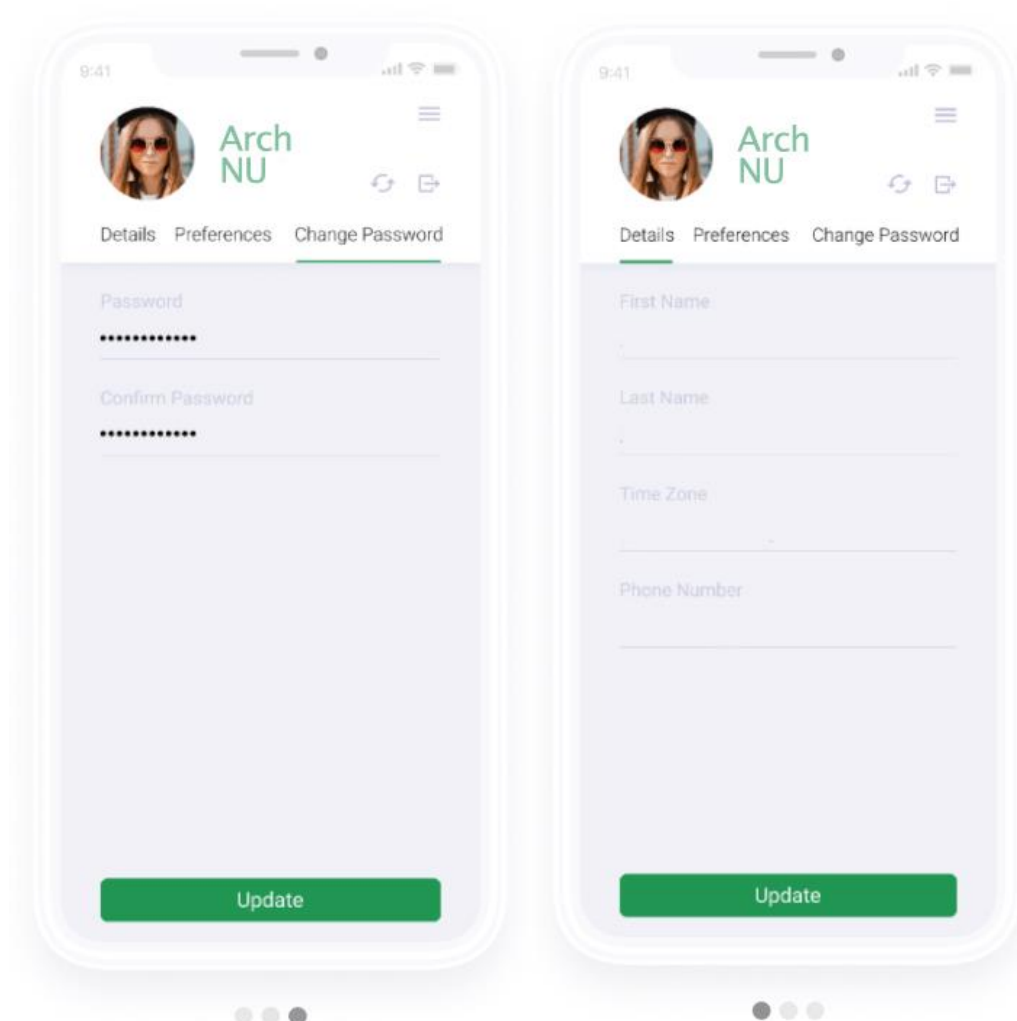 9:41
Arch
NU
Details Preferences Change Password
Password
••••••••••••
Confirm Password
••••••••••••
Update
9:41
Arch
NU
Details Preferences Change Password
First Name
Last Name
Time Zone
Phone Number
Update